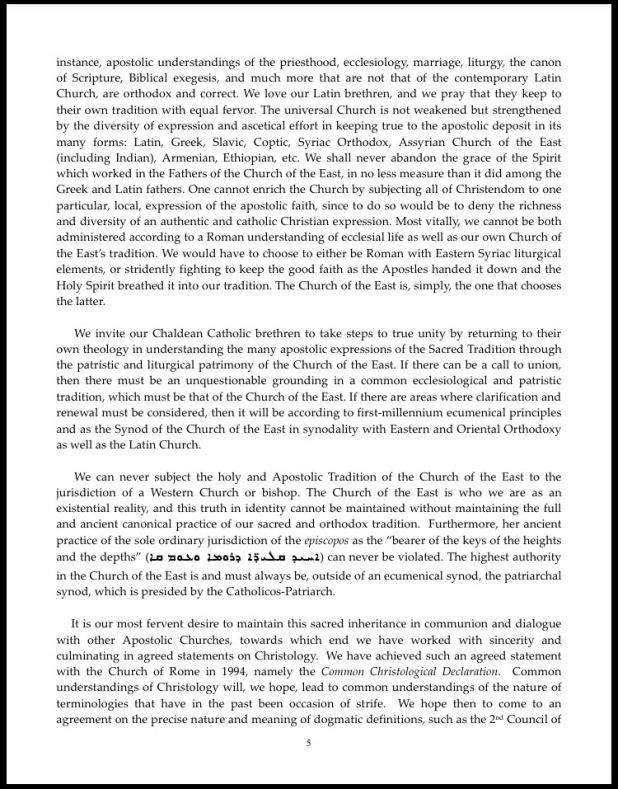 instance, apostolic understandings of the priesthood, ecclesiology, marriage, liturgy, the canon
of Scripture, Biblical exegesis, and much more that are not that of the contemporary Latin
Church, are orthodox and correct. We love our Latin brethren, and we pray that they keep to
their own tradition with equal fervor. The universal Church is not weakened but strengthened
by the diversity of expression and ascetical effort in keeping true to the apostolic deposit in its
many forms: Latin, Greek, Slavic, Coptic, Syriac Orthodox, Assyrian Church of the East
(including Indian), Armenian, Ethiopian, etc. We shall never abandon the grace of the Spirit
which worked in the Fathers of the Church of the East, in no less measure than it did among the
Greek and Latin fathers. One cannot enrich the Church by subjecting all of Christendom to one
particular, local, expression of the apostolic faith, since to do so would be to deny the richness
and diversity of an authentic and catholic Christian expression. Most vitally, we cannot be both
administered according to a Roman understanding of ecclesial life as well as our own Church of
the East's tradition. We would have to choose to either be Roman with Eastern Syriac liturgical
elements, or stridently fighting to keep the good faith as the Apostles handed it down and the
Holy Spirit breathed it into our tradition. The Church of the East is, simply, the one that chooses
the latter.
We invite our Chaldean Catholic brethren to take steps to true unity by returning to their
own theology in understanding the many apostolic expressions of the Sacred Tradition through
the patristic and liturgical patrimony of the Church of the East. If there can be a call to union,
then there must be an unquestionable grounding in a common ecclesiological and patristic
tradition, which must be that of the Church of the East. If there are areas where clarification and
renewal must be considered, then it will be according to first-millennium ecumenical principles
and as the Synod of the Church of the East in synodality with Eastern and Oriental Orthodoxy
as well as the Latin Church.
We can never subject the holy and Apostolic Tradition of the Church of the East to the
jurisdiction of a Western Church or bishop. The Church of the East is who we are as an
existential reality, and this truth in identity cannot be maintained without maintaining the full
and ancient canonical practice of our sacred and orthodox tradition. Furthermore, her ancient
practice of the sole ordinary jurisdiction of the episcopos as the "bearer of the keys of the heights
and the depths" () can never be violated. The highest authority
in the Church of the East is and must always be, outside of an ecumenical synod, the patriarchal
synod, which is presided by the Catholicos-Patriarch.
It is our most fervent desire to maintain this sacred inheritance in communion and dialogue
with other Apostolic Churches, towards which end we have worked with sincerity and
culminating in agreed statements on Christology. We have achieved such an agreed statement
with the Church of Rome in 1994, namely the Common Christological Declaration. Common
understandings of Christology will, we hope, lead to common understandings of the nature of
terminologies that have in the past been occasion of strife. We hope then to come to an
agreement on the precise nature and meaning of dogmatic definitions, such as the 2nd Council of
5